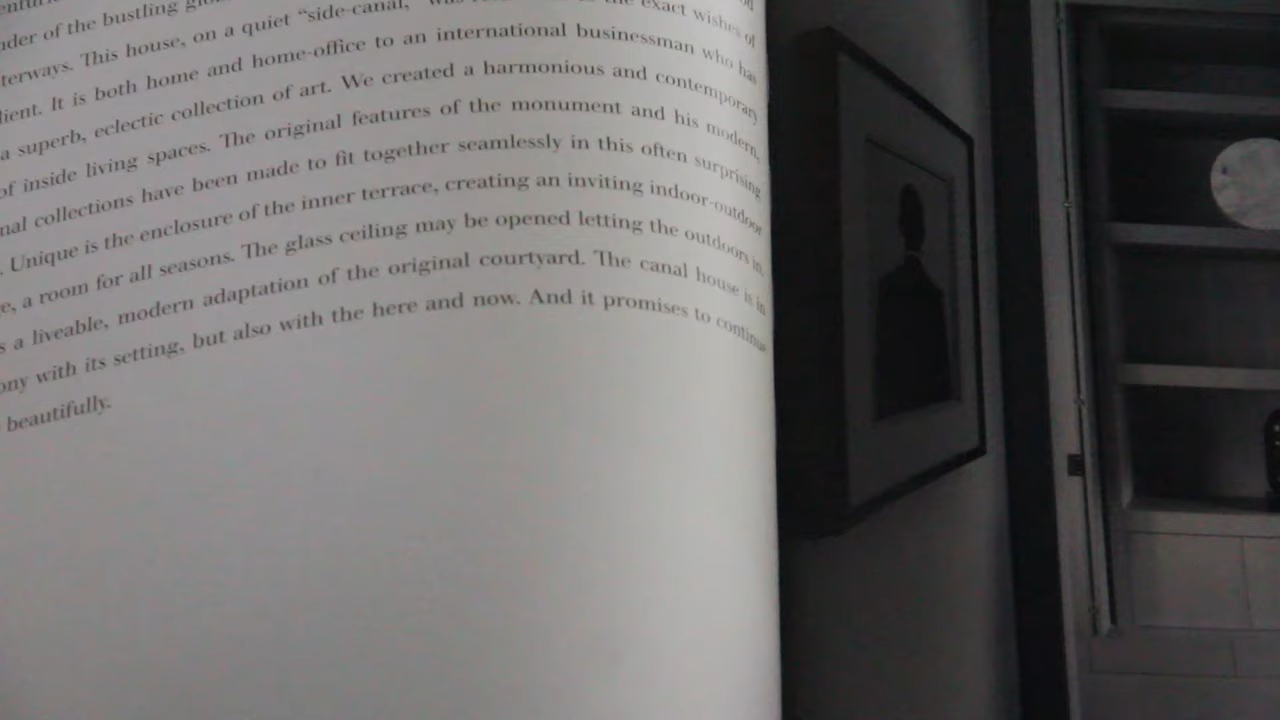 of the bustling
This house, on a quiet "side-canal," exact wishes of
It is both home and home-office to an international businessman who has
a superb, eclectic collection of art. We created a harmonious and contemporary
of inside living spaces. The original features of the monument and his modern,
collections have been made to fit together seamlessly in this often surprising
. Unique is the enclosure of the inner terrace, creating an inviting indoor-outdoor
, a room for all seasons. The glass ceiling may be opened letting the outdoors in.
a liveable, modern adaptation of the original courtyard. The canal house is in
with its setting, but also with the here and now. And it promises to continue
beautifully.